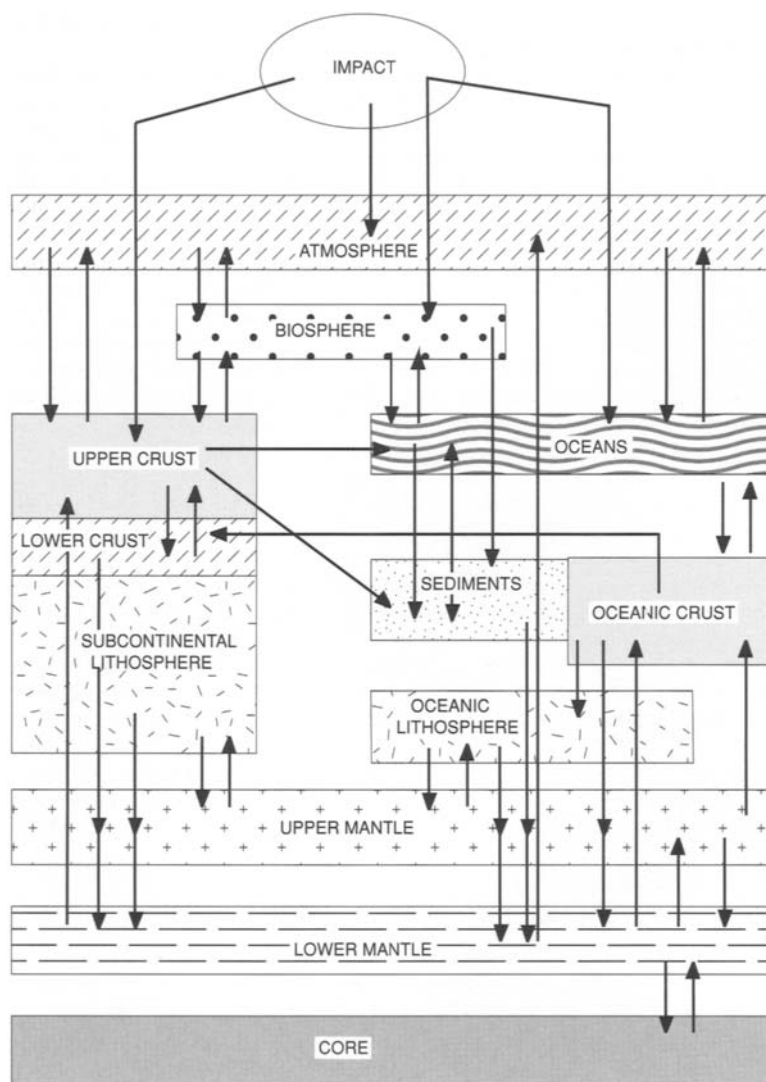 IMPACT
ATMOSPHERE
BIOSPHERE
UPPER CRUST
OCEANS
LOWER CRUST
SEDIMENTS
OCEANIC CRUST
SUBCONTINENTAL
LITHOSPHERE
OCEANIC
LITHOSPHERE
UPPER MANTLE
LOWER MANTLE
CORE